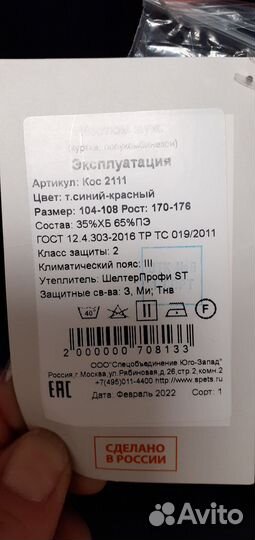 (куртка, полукомбинезон)
Эксплуатация
Артикул: Кос 2111
Цвет: т.синий-красный
Размер: 104-108 Рост: 170-176
Состав: 35%ХБ 65%ПЭ
ГОСТ 12.4.303-2016 ТР ТС 019/2011
Класс защиты: 2
Климатический пояс: III
Утеплитель: ШелтерПрофи ST
Защитные св-ва: З, Ми; Тнв
40
2 000000 708133
ООО"Спецобъединение Юго-Запад"
Россия,г.Москва,ул.Рябиновая,д.26,стр.2,комн.2
+7(495)011-4400 http://www.spets.ru
EAC
Дата: Февраль 2022 Сорт: 1
СДЕЛАНО
В РОССИИ
Avito